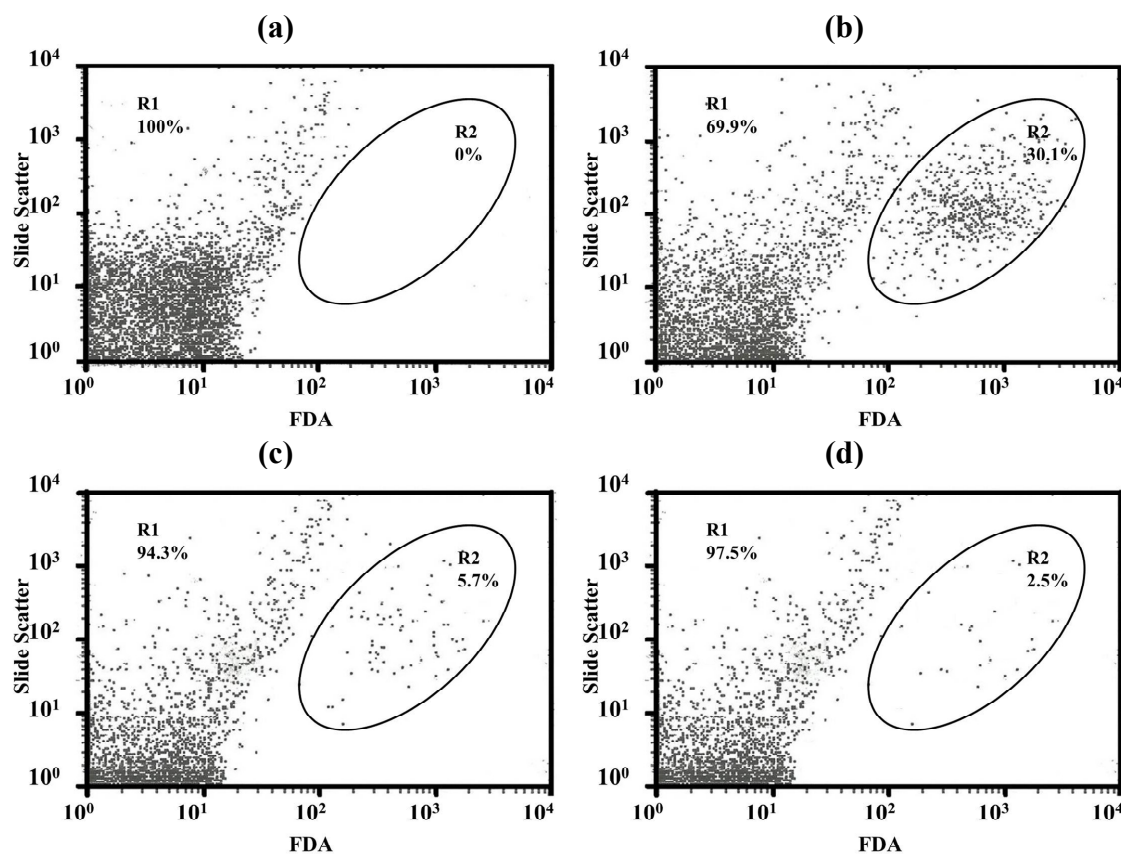 (a)
10⁴
10³
10²
10¹
10⁰
Slide Scatter
R1
100%
R2
0%
10⁰ 10¹ 10² 10³ 10⁴
FDA
(b)
10⁴
10³
10²
10¹
10⁰
Slide Scatter
R1
69.9%
R2
30.1%
10⁰ 10¹ 10² 10³ 10⁴
FDA
(c)
10⁴
10³
10²
10¹
10⁰
Slide Scatter
R1
94.3%
R2
5.7%
10⁰ 10¹ 10² 10³ 10⁴
FDA
(d)
10⁴
10³
10²
10¹
10⁰
Slide Scatter
R1
97.5%
R2
2.5%
10⁰ 10¹ 10² 10³ 10⁴
FDA